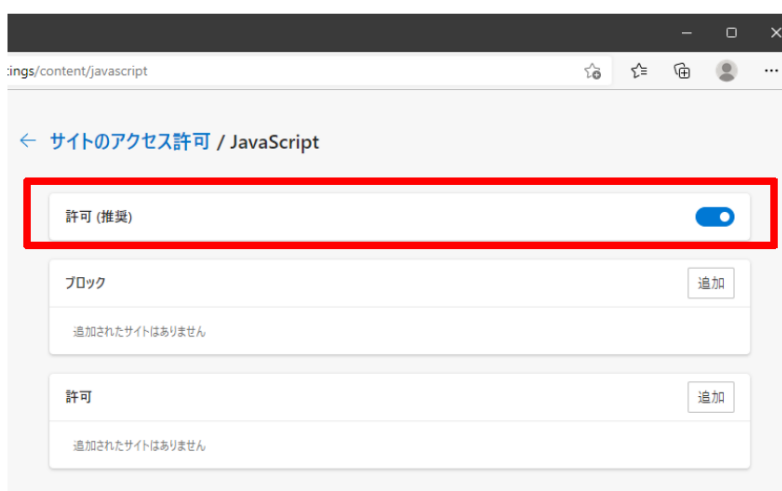 tings/content/javascript
← サイトのアクセス許可 / JavaScript
許可 (推奨)
ブロック
追加
追加されたサイトはありません
許可
追加
追加されたサイトはありません